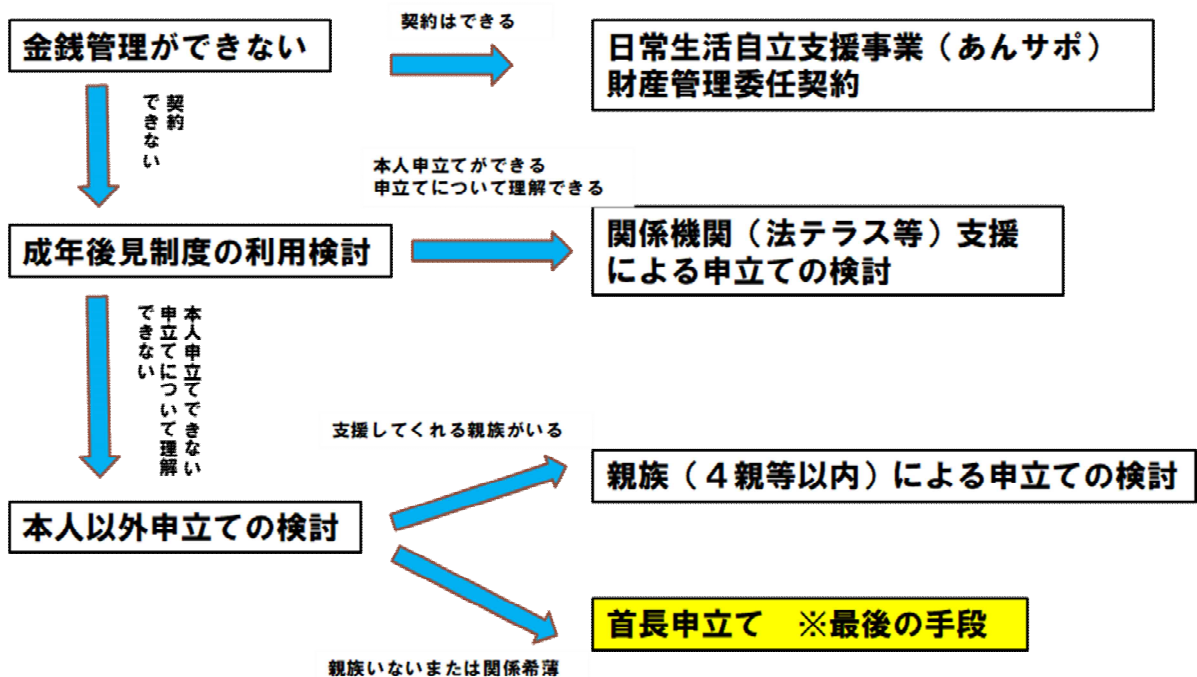 契約はできる
金銭管理ができない
日常生活自立支援事業（あんサポ）
財産管理委任契約
契約
できない
本人申立てができる
申立てについて理解できる
成年後見制度の利用検討
関係機関（法テラス等）支援
による申立ての検討
本人申立てできない
申立てについて理解
できない
支援してくれる親族がいる
親族（４親等以内）による申立ての検討
本人以外申立ての検討
首長申立て　※最後の手段
親族いないまたは関係希薄